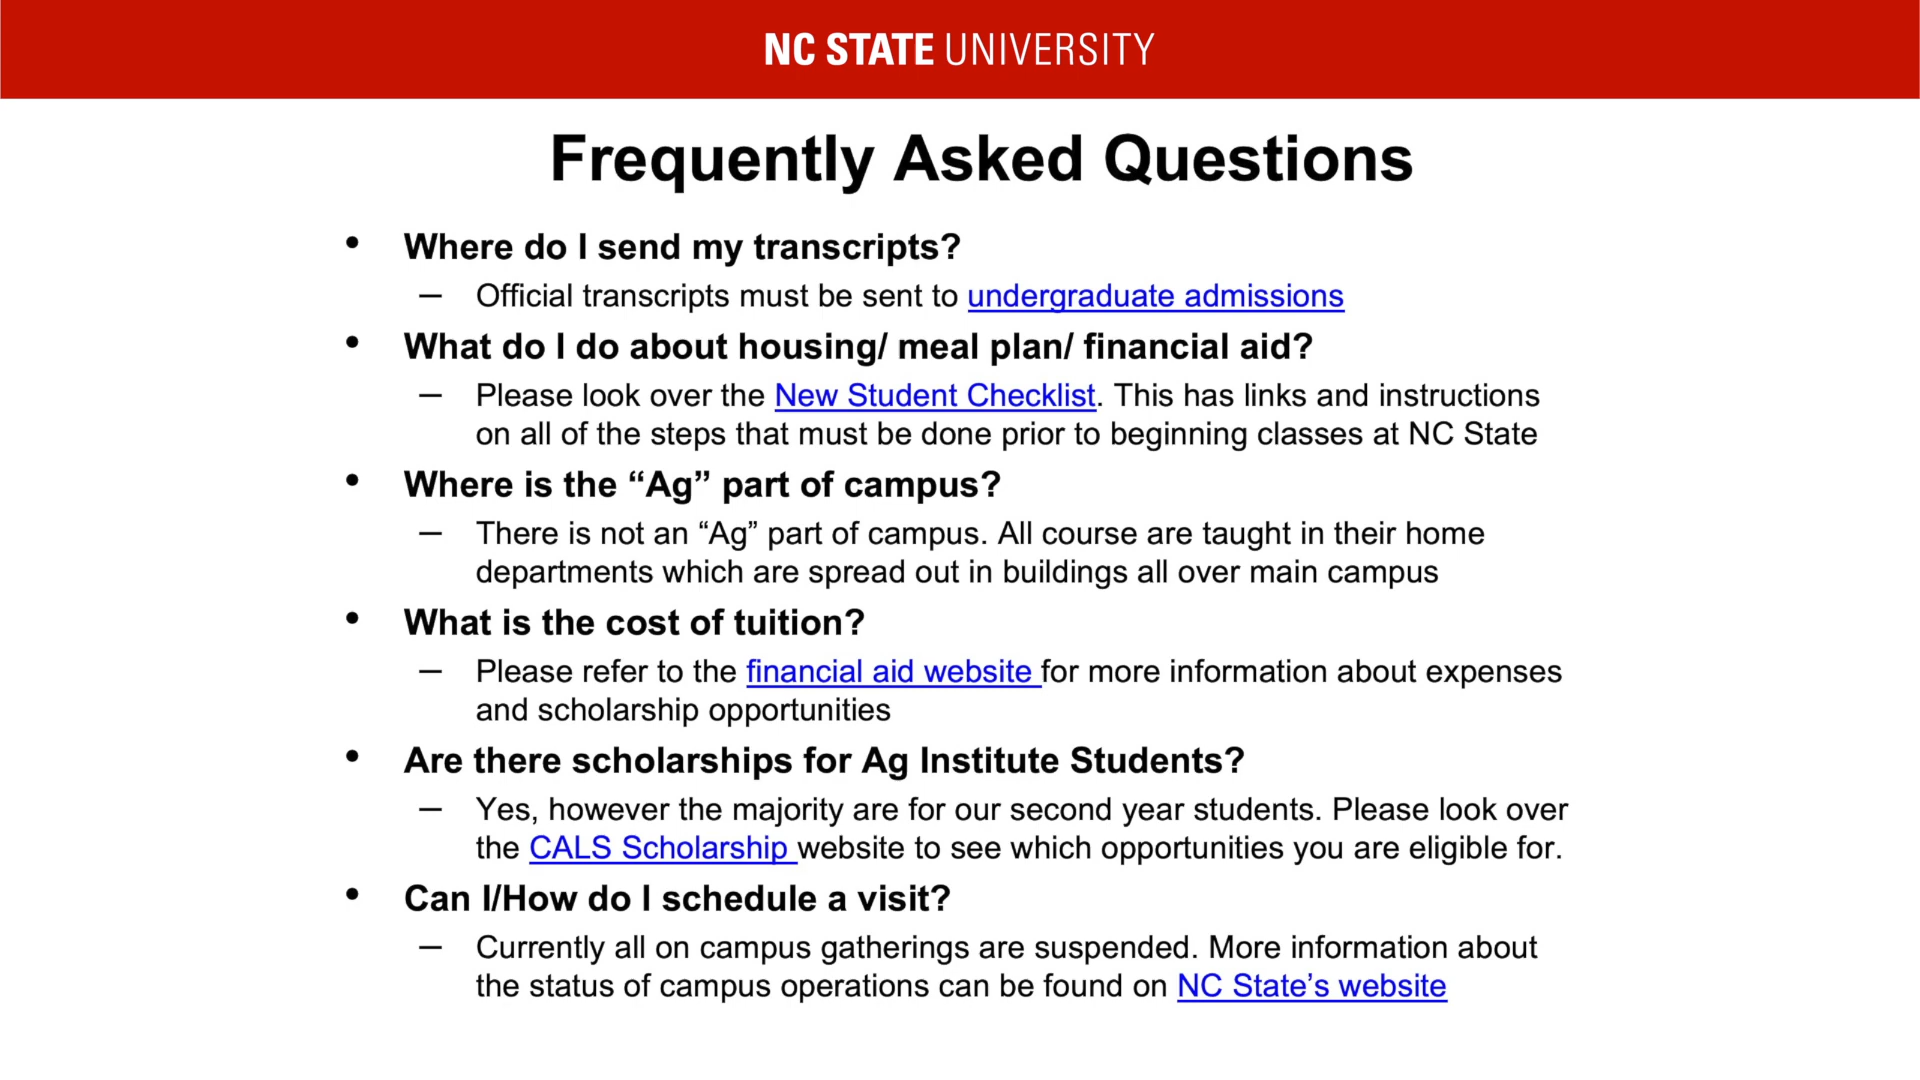 NC STATE UNIVERSITY
Frequently Asked Questions
• Where do I send my transcripts?
– Official transcripts must be sent to undergraduate admissions
• What do I do about housing/ meal plan/ financial aid?
– Please look over the New Student Checklist. This has links and instructions
on all of the steps that must be done prior to beginning classes at NC State
• Where is the “Ag” part of campus?
– There is not an “Ag” part of campus. All course are taught in their home
departments which are spread out in buildings all over main campus
• What is the cost of tuition?
– Please refer to the financial aid website for more information about expenses
and scholarship opportunities
• Are there scholarships for Ag Institute Students?
– Yes, however the majority are for our second year students. Please look over
the CALS Scholarship website to see which opportunities you are eligible for.
• Can I/How do I schedule a visit?
– Currently all on campus gatherings are suspended. More information about
the status of campus operations can be found on NC State’s website